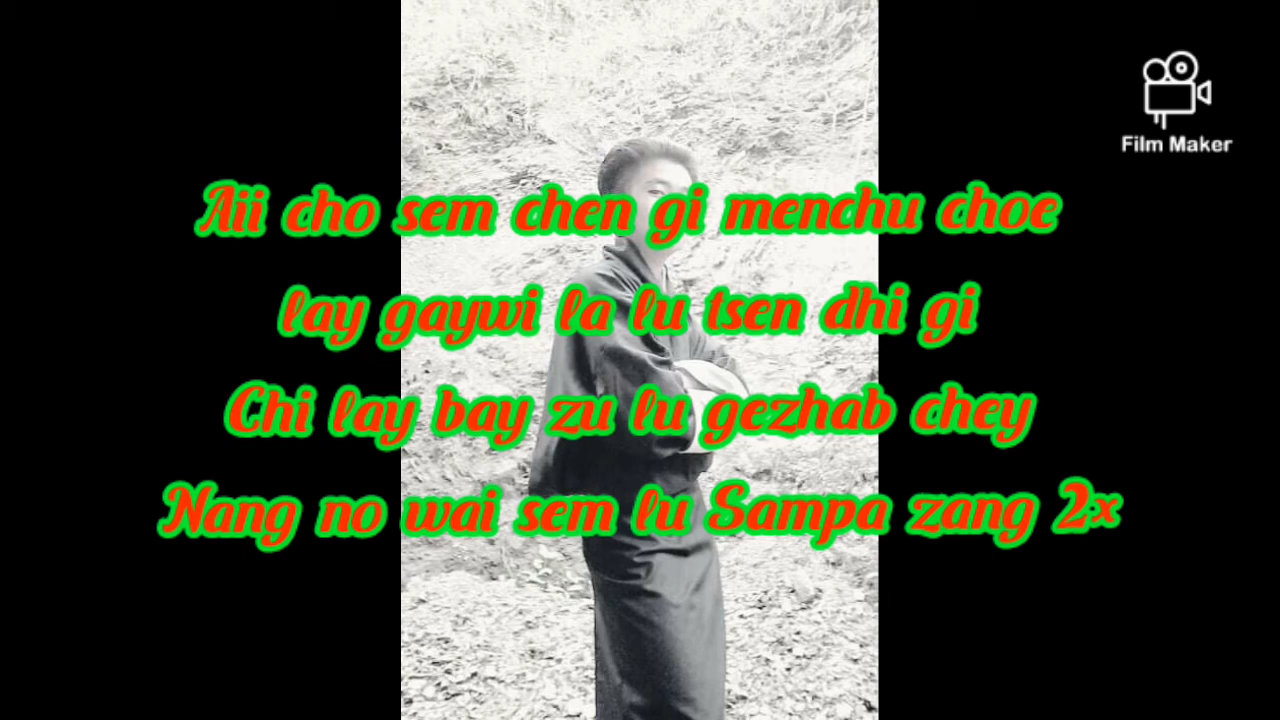 Film Maker
Aii cho sem chen gi menchu choe
lay gaywi la lu tsen dhi gi
Chi lay bay zu lu gezhab chey
Nang no wai sem lu Sampa zang 2x